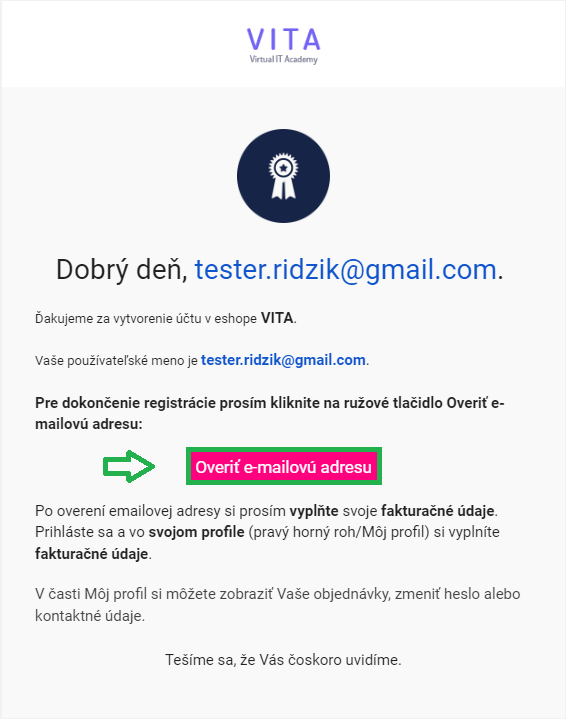 VITA
Virtual IT Academy
Dobrý deň, tester.ridzik@gmail.com.
Ďakujeme za vytvorenie účtu v eshope VITA.
Vaše používateľské meno je tester.ridzik@gmail.com.
Pre dokončenie registrácie prosím kliknite na ružové tlačidlo Overiť e-
mailovú adresu:
Overiť e-mailovú adresu
Po overení emailovej adresy si prosím vyplňte svoje fakturačné údaje.
Prihláste sa a vo svojom profile (pravý horný roh/Môj profil) si vyplníte
fakturačné údaje.
V časti Môj profil si môžete zobraziť Vaše objednávky, zmeniť heslo alebo
kontaktné údaje.
Tešíme sa, že Vás čoskoro uvidíme.